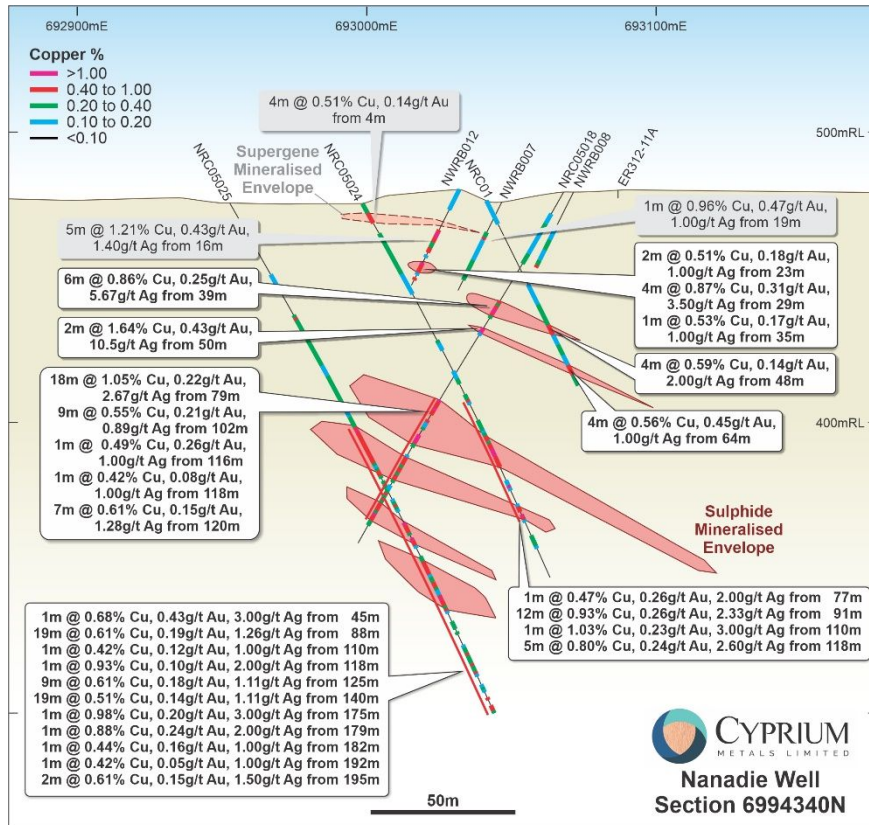 692900mE
693000mE
693100mE
Copper %
>1.00
0.40 to 1.00
0.20 to 0.40
0.10 to 0.20
<0.10
4m @ 0.51% Cu, 0.14g/t Au
from 4m
500mRL
Supergene
Mineralised
Envelope
NRC05025
NRC05024
NWRB012
NRC01
NWRB007
NRC05018
NWRB008
ER312-11A
5m @ 1.21% Cu, 0.43g/t Au,
1.40g/t Ag from 16m
1m @ 0.96% Cu, 0.47g/t Au,
1.00g/t Ag from 19m
6m @ 0.86% Cu, 0.25g/t Au,
5.67g/t Ag from 39m
2m @ 0.51% Cu, 0.18g/t Au,
1.00g/t Ag from 23m
4m @ 0.87% Cu, 0.31g/t Au,
3.50g/t Ag from 29m
1m @ 0.53% Cu, 0.17g/t Au,
1.00g/t Ag from 35m
2m @ 1.64% Cu, 0.43g/t Au,
10.5g/t Ag from 50m
4m @ 0.59% Cu, 0.14g/t Au,
2.00g/t Ag from 48m
18m @ 1.05% Cu, 0.22g/t Au,
2.67g/t Ag from 79m
9m @ 0.55% Cu, 0.21g/t Au,
0.89g/t Ag from 102m
1m @ 0.49% Cu, 0.26g/t Au,
1.00g/t Ag from 116m
1m @ 0.42% Cu, 0.08g/t Au,
1.00g/t Ag from 118m
7m @ 0.61% Cu, 0.15g/t Au,
1.28g/t Ag from 120m
4m @ 0.56% Cu, 0.45g/t Au,
1.00g/t Ag from 64m
400mRL
Sulphide
Mineralised
Envelope
1m @ 0.47% Cu, 0.26g/t Au, 2.00g/t Ag from 77m
12m @ 0.93% Cu, 0.26g/t Au, 2.33g/t Ag from 91m
1m @ 1.03% Cu, 0.23g/t Au, 3.00g/t Ag from 110m
5m @ 0.80% Cu, 0.24g/t Au, 2.60g/t Ag from 118m
1m @ 0.68% Cu, 0.43g/t Au, 3.00g/t Ag from 45m
19m @ 0.61% Cu, 0.19g/t Au, 1.26g/t Ag from 88m
1m @ 0.42% Cu, 0.12g/t Au, 1.00g/t Ag from 110m
1m @ 0.93% Cu, 0.10g/t Au, 2.00g/t Ag from 118m
9m @ 0.61% Cu, 0.18g/t Au, 1.11g/t Ag from 125m
19m @ 0.51% Cu, 0.14g/t Au, 1.11g/t Ag from 140m
1m @ 0.98% Cu, 0.20g/t Au, 3.00g/t Ag from 175m
1m @ 0.88% Cu, 0.24g/t Au, 2.00g/t Ag from 179m
1m @ 0.44% Cu, 0.16g/t Au, 1.00g/t Ag from 182m
1m @ 0.42% Cu, 0.05g/t Au, 1.00g/t Ag from 192m
2m @ 0.61% Cu, 0.15g/t Au, 1.50g/t Ag from 195m
50m
CYPRIUM
METALS LIMITED
Nanadie Well
Section 6994340N